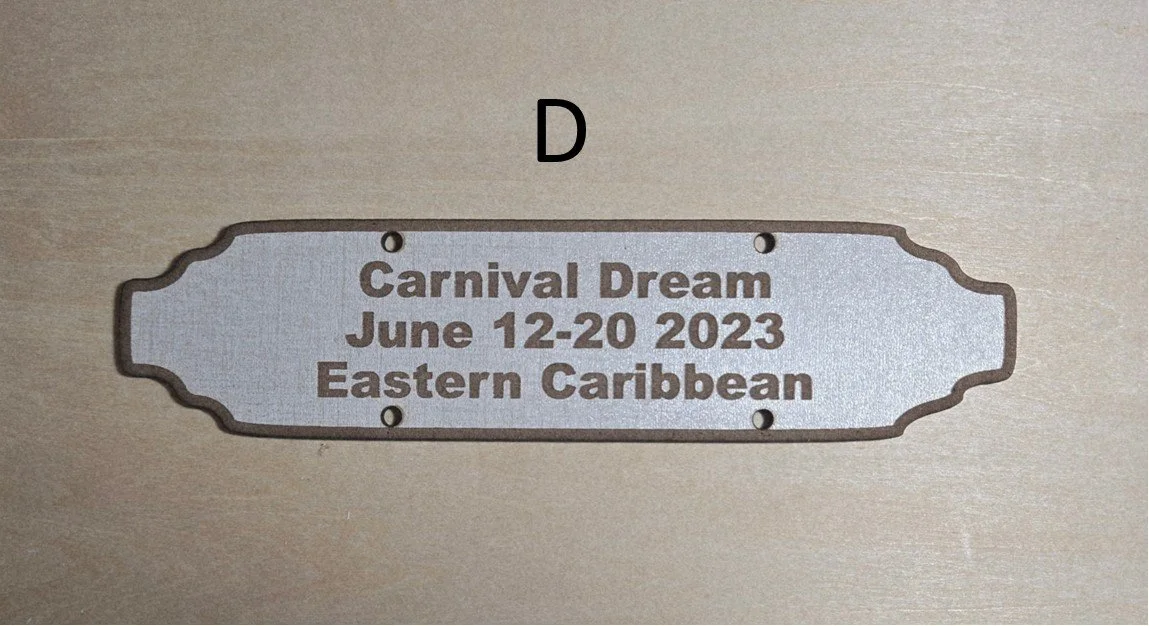 D
Carnival Dream
June 12-20 2023
Eastern Caribbean